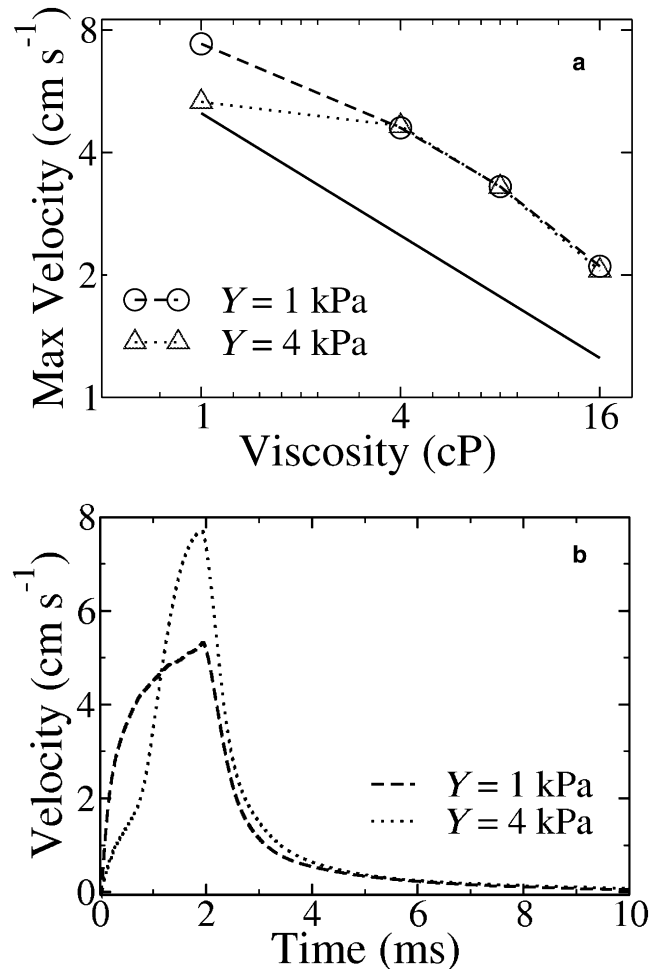 a
Max Velocity (cm s⁻¹)
8
4
2
1
Y = 1 kPa
Y = 4 kPa
1 4 16
Viscosity (cP)
b
Velocity (cm s⁻¹)
8
6
4
2
0
Y = 1 kPa
Y = 4 kPa
0 2 4 6 8 10
Time (ms)